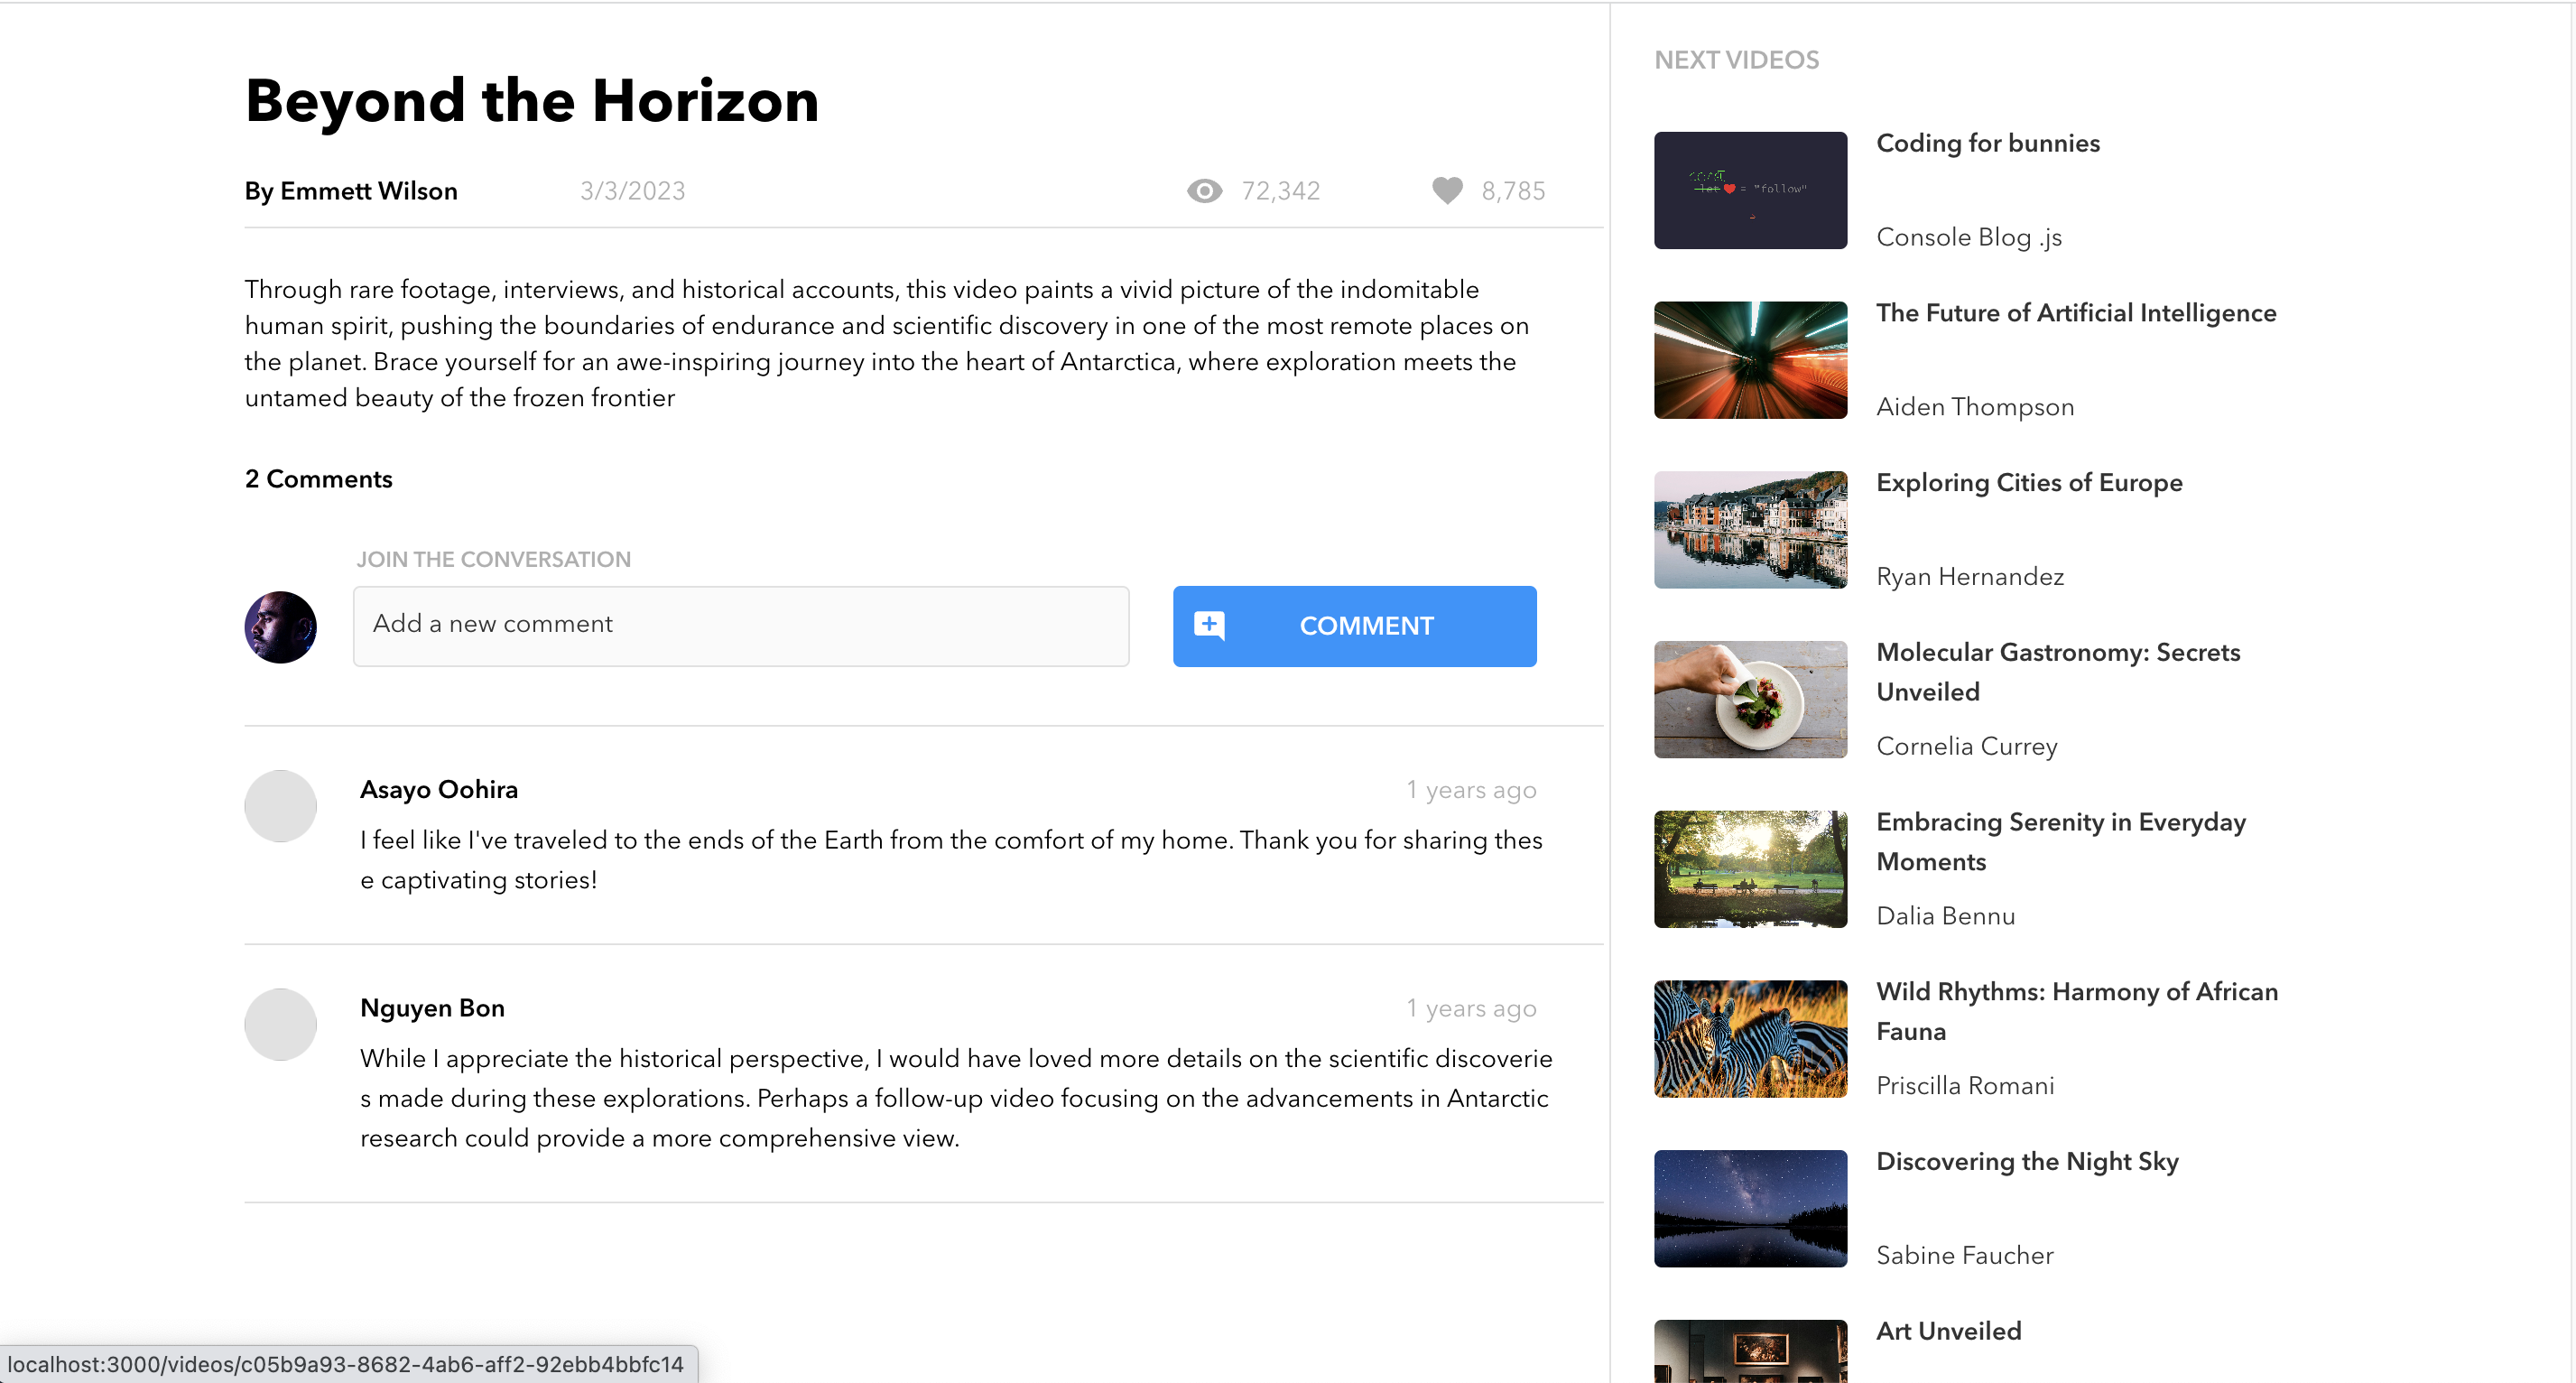 Beyond the Horizon
By Emmett Wilson
3/3/2023
72,342
8,785
Through rare footage, interviews, and historical accounts, this video paints a vivid picture of the indomitable
human spirit, pushing the boundaries of endurance and scientific discovery in one of the most remote places on
the planet. Brace yourself for an awe-inspiring journey into the heart of Antarctica, where exploration meets the
untamed beauty of the frozen frontier
2 Comments
JOIN THE CONVERSATION
Add a new comment
COMMENT
Asayo Oohira
1 years ago
I feel like I've traveled to the ends of the Earth from the comfort of my home. Thank you for sharing thes
e captivating stories!
Nguyen Bon
1 years ago
While I appreciate the historical perspective, I would have loved more details on the scientific discoverie
s made during these explorations. Perhaps a follow-up video focusing on the advancements in Antarctic
research could provide a more comprehensive view.
NEXT VIDEOS
let ❤ = "follow"
Coding for bunnies
Console Blog .js
The Future of Artificial Intelligence
Aiden Thompson
Exploring Cities of Europe
Ryan Hernandez
Molecular Gastronomy: Secrets
Unveiled
Cornelia Currey
Embracing Serenity in Everyday
Moments
Dalia Bennu
Wild Rhythms: Harmony of African
Fauna
Priscilla Romani
Discovering the Night Sky
Sabine Faucher
Art Unveiled
localhost:3000/videos/c05b9a93-8682-4ab6-aff2-92ebb4bbfc14